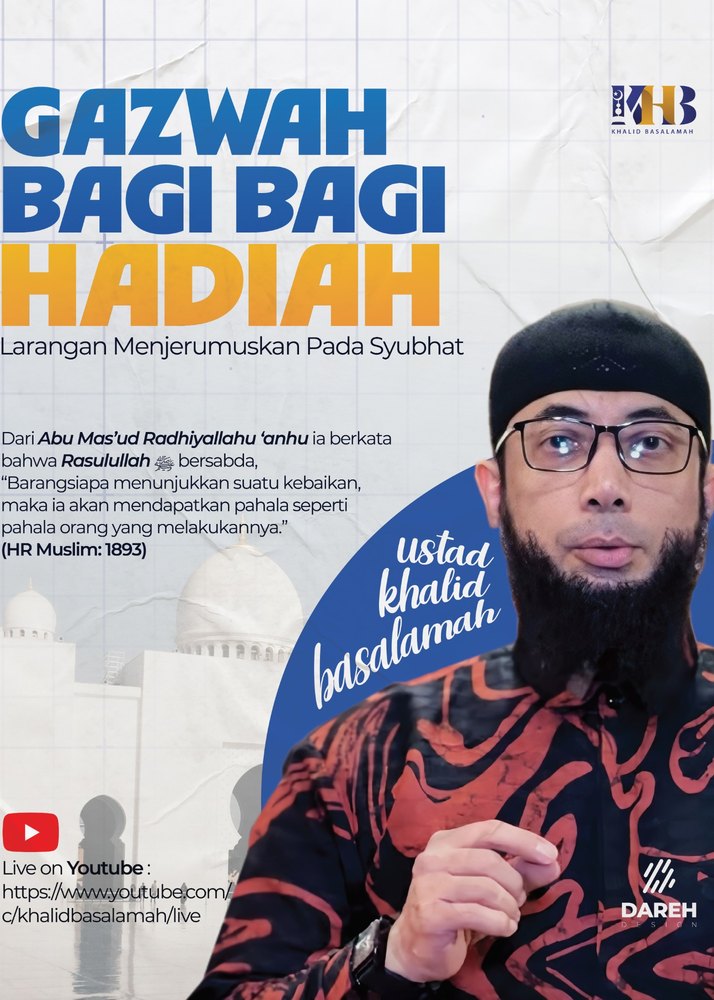 GAZWAH
BAGI BAGI
HADIAH
Larangan Menjerumuskan Pada Syubhat
KHB
KHALID BASALAMAH
Dari Abu Mas’ud Radhiyallahu ‘anhu ia berkata
bahwa Rasulullah ﷺ bersabda,
“Barangsiapa menunjukkan suatu kebaikan,
maka ia akan mendapatkan pahala seperti
pahala orang yang melakukannya.”
(HR Muslim: 1893)
ustad
khalid
basalamah
Live on Youtube :
https://www.youtube.com/
c/khalidbasalamah/live
DAREH
DESIGN